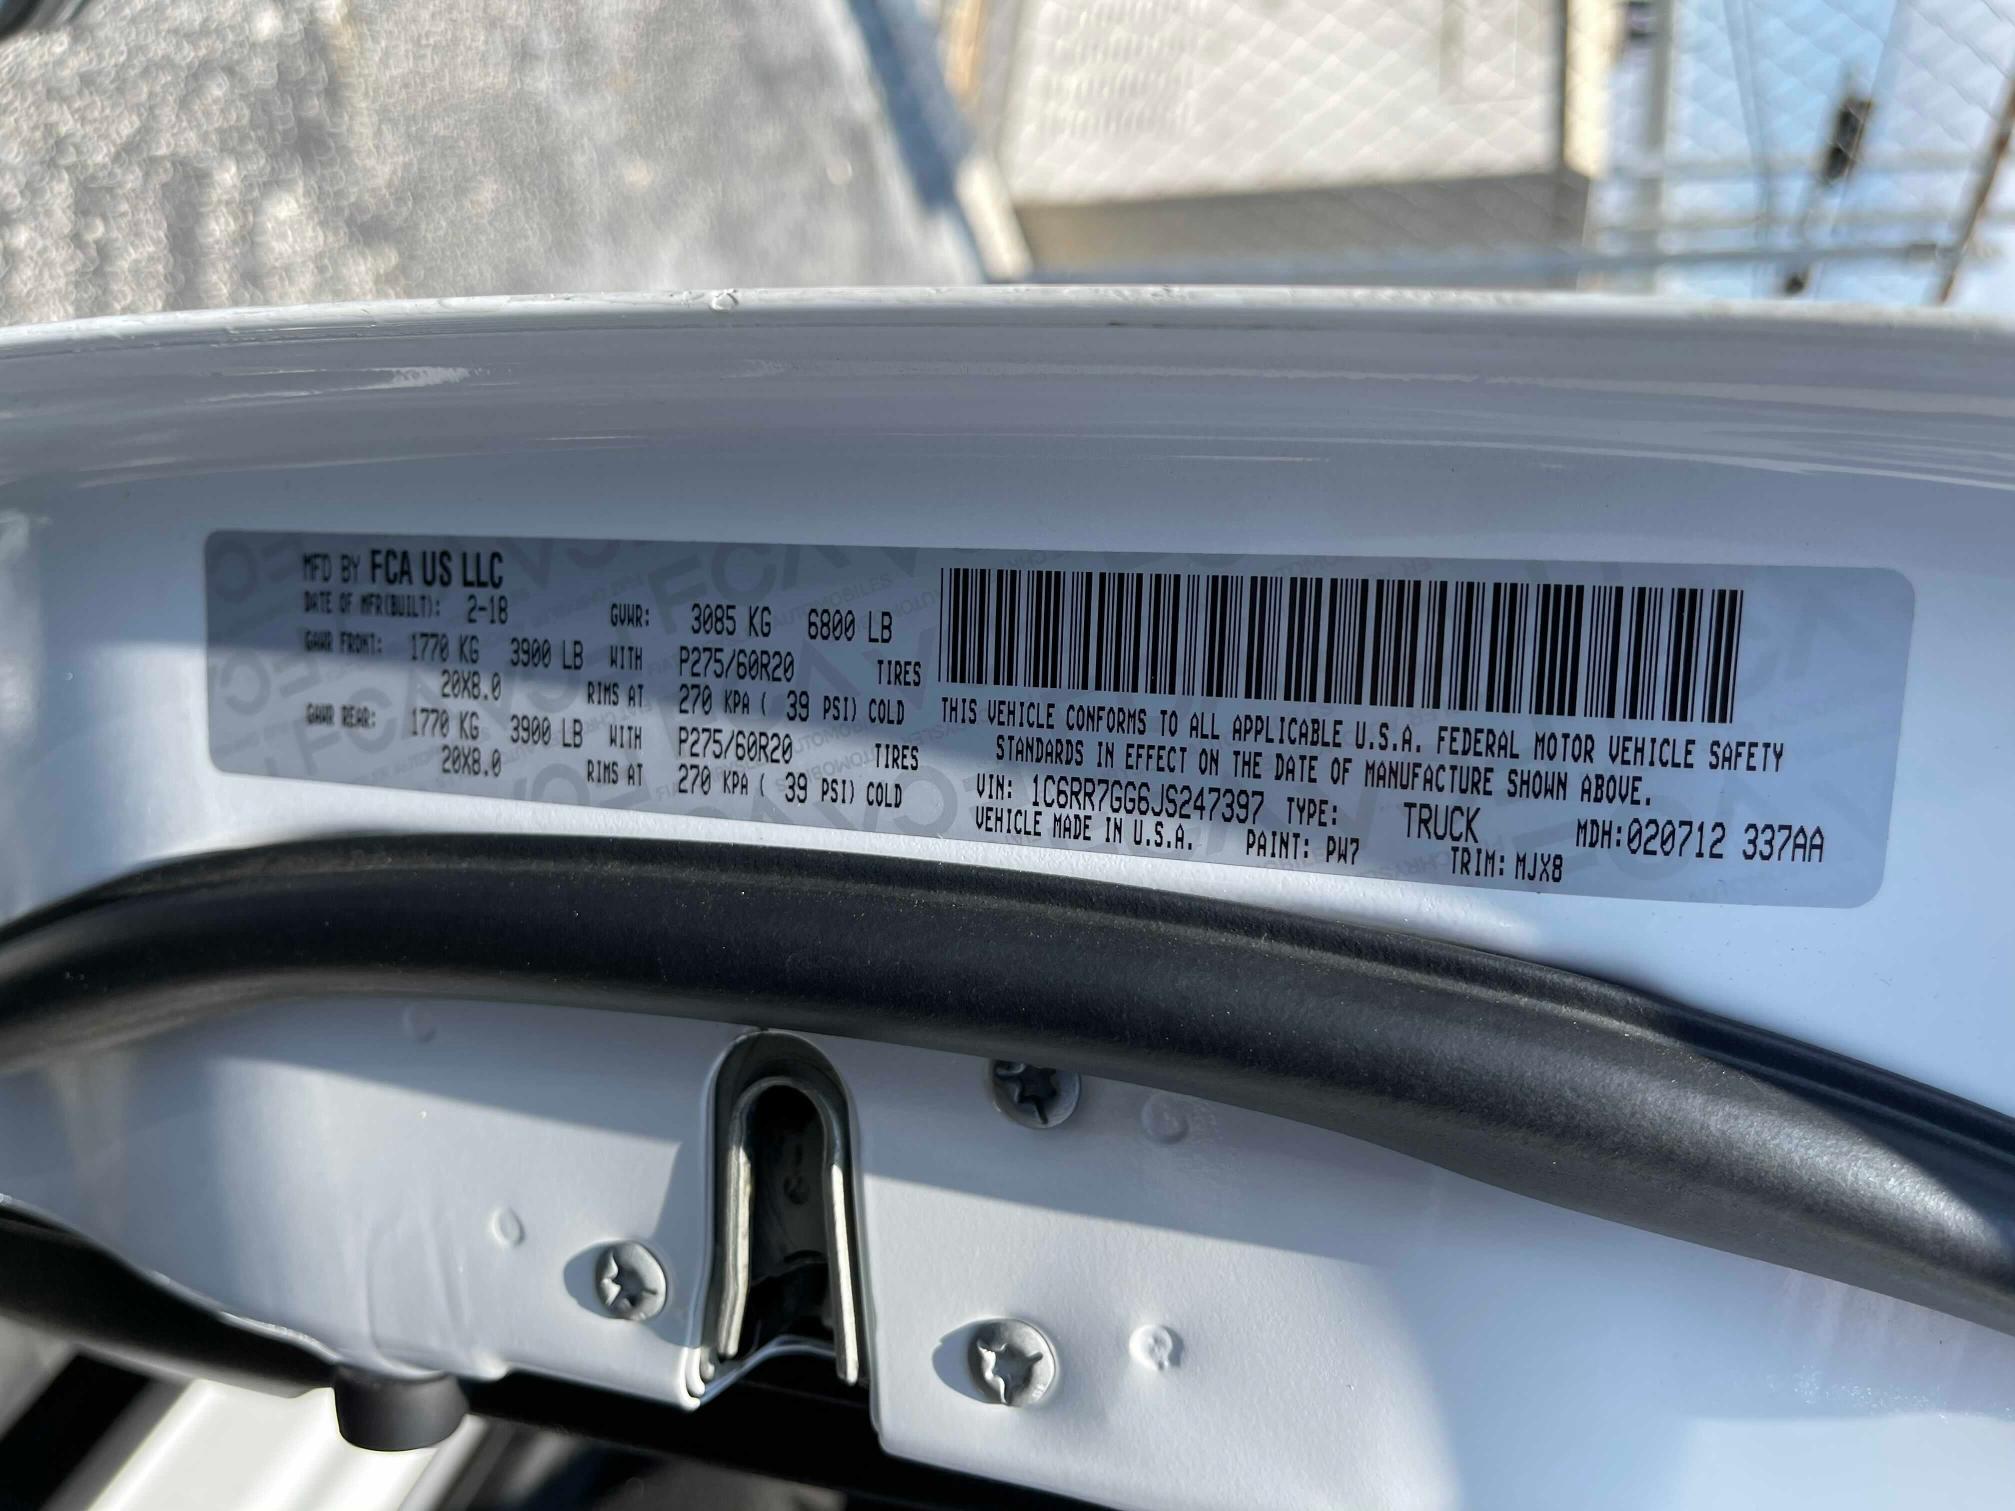 MFD BY FCA US LLC
DATE OF MFR(BUILT): 2-18 GVWR: 3085 KG 6800 LB
GAWR FRONT: 1770 KG 3900 LB WITH P275/60R20 TIRES
20X8.0 RIMS AT 270 KPA ( 39 PSI) COLD
GAWR REAR: 1770 KG 3900 LB WITH P275/60R20 TIRES
20X8.0 RIMS AT 270 KPA ( 39 PSI) COLD
THIS VEHICLE CONFORMS TO ALL APPLICABLE U.S.A. FEDERAL MOTOR VEHICLE SAFETY
STANDARDS IN EFFECT ON THE DATE OF MANUFACTURE SHOWN ABOVE.
VIN: 1C6RR7GG6JS247397 TYPE: TRUCK MDH:020712 337AA
VEHICLE MADE IN U.S.A. PAINT: PW7 TRIM: MJX8